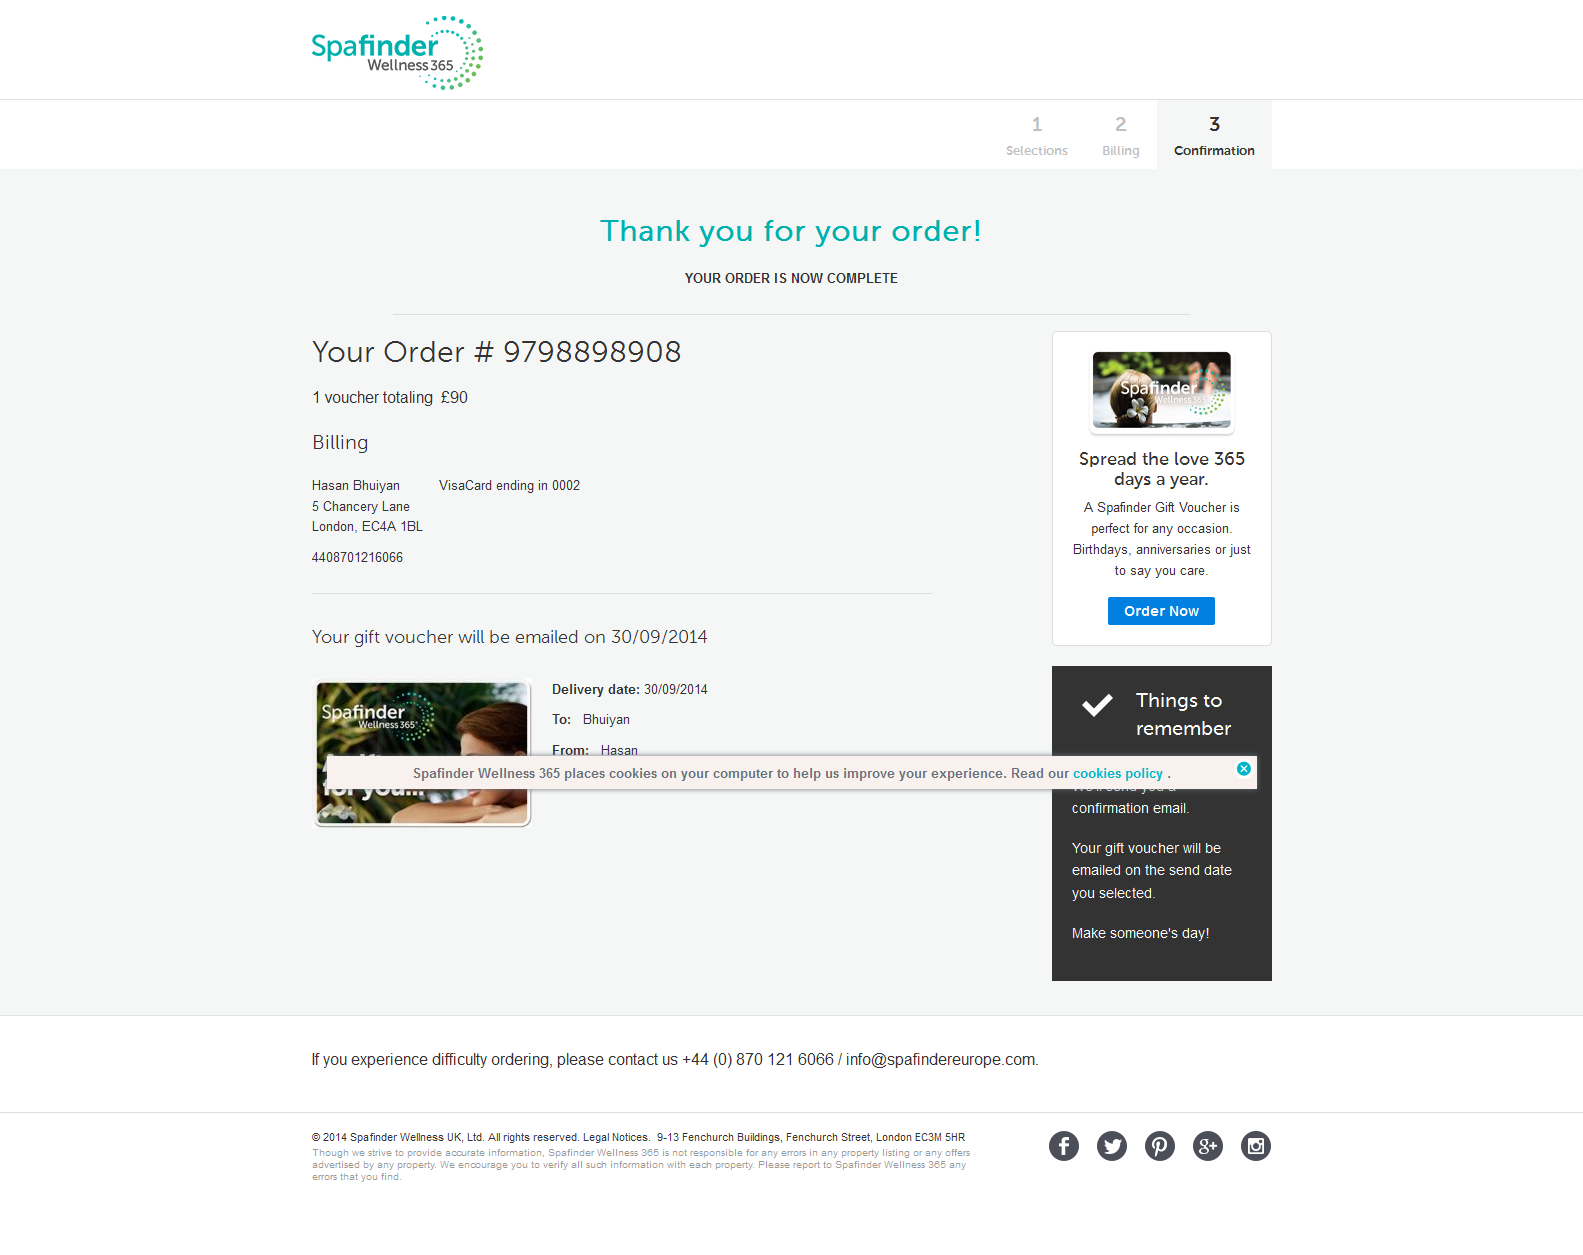 Spafinder
Wellness 365
1
Selections
2
Billing
3
Confirmation
Thank you for your order!
YOUR ORDER IS NOW COMPLETE
Your Order # 9798898908
1 voucher totaling £90
Billing
Hasan Bhuiyan
VisaCard ending in 0002
5 Chancery Lane
London, EC4A 1BL
4408701216066
Your gift voucher will be emailed on 30/09/2014
Spafinder
Wellness 365
for you...
Delivery date: 30/09/2014
To: Bhuiyan
From: Hasan
Spafinder Wellness 365 places cookies on your computer to help us improve your experience. Read our cookies policy .
Spafinder
Wellness 365
Spread the love 365
days a year.
A Spafinder Gift Voucher is
perfect for any occasion.
Birthdays, anniversaries or just
to say you care.
Order Now
Things to
remember
We'll send you a
confirmation email.
Your gift voucher will be
emailed on the send date
you selected.
Make someone's day!
If you experience difficulty ordering, please contact us +44 (0) 870 121 6066 / info@spafindereurope.com.
© 2014 Spafinder Wellness UK, Ltd. All rights reserved. Legal Notices. 9-13 Fenchurch Buildings, Fenchurch Street, London EC3M 5HR
Though we strive to provide accurate information, Spafinder Wellness 365 is not responsible for any errors in any property listing or any offers
advertised by any property. We encourage you to verify all such information with each property. Please report to Spafinder Wellness 365 any
errors that you find.